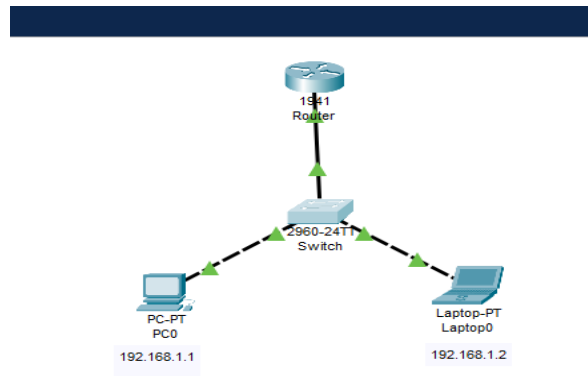 1941
Router
2960-24TT
Switch
PC-PT
PC0
192.168.1.1
Laptop-PT
Laptop0
192.168.1.2